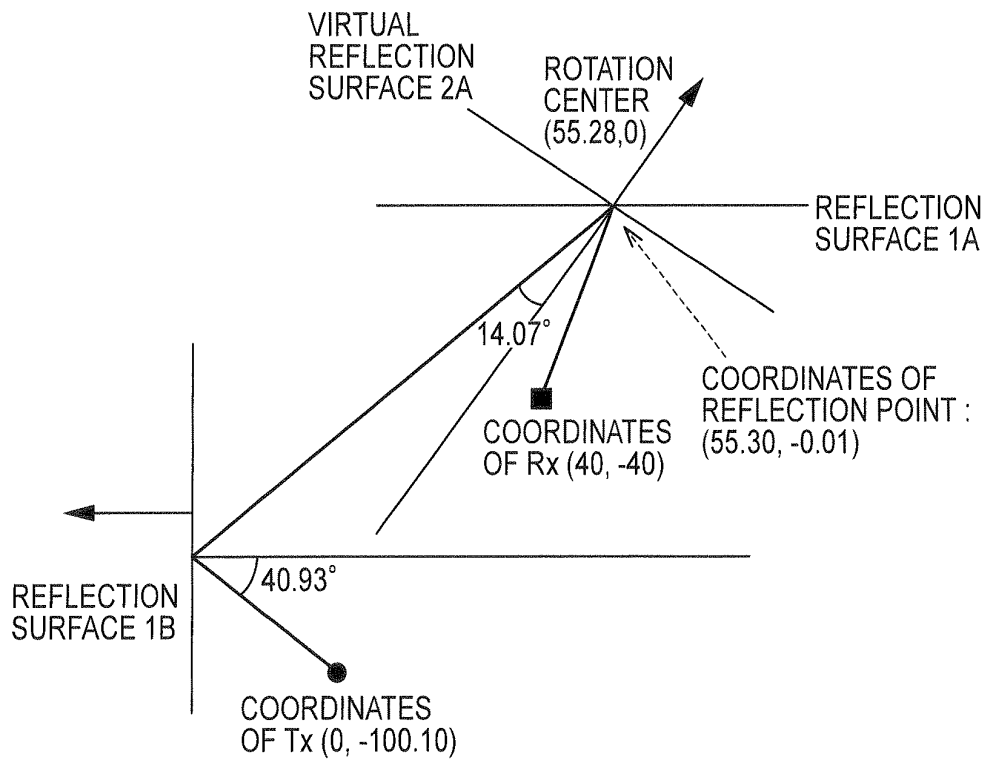 VIRTUAL
REFLECTION
SURFACE 2A
ROTATION
CENTER
(55.28,0)
REFLECTION
SURFACE 1A
14.07°
COORDINATES OF
REFLECTION POINT :
(55.30, -0.01)
COORDINATES
OF Rx (40, -40)
REFLECTION
SURFACE 1B
40.93°
COORDINATES
OF Tx (0, -100.10)